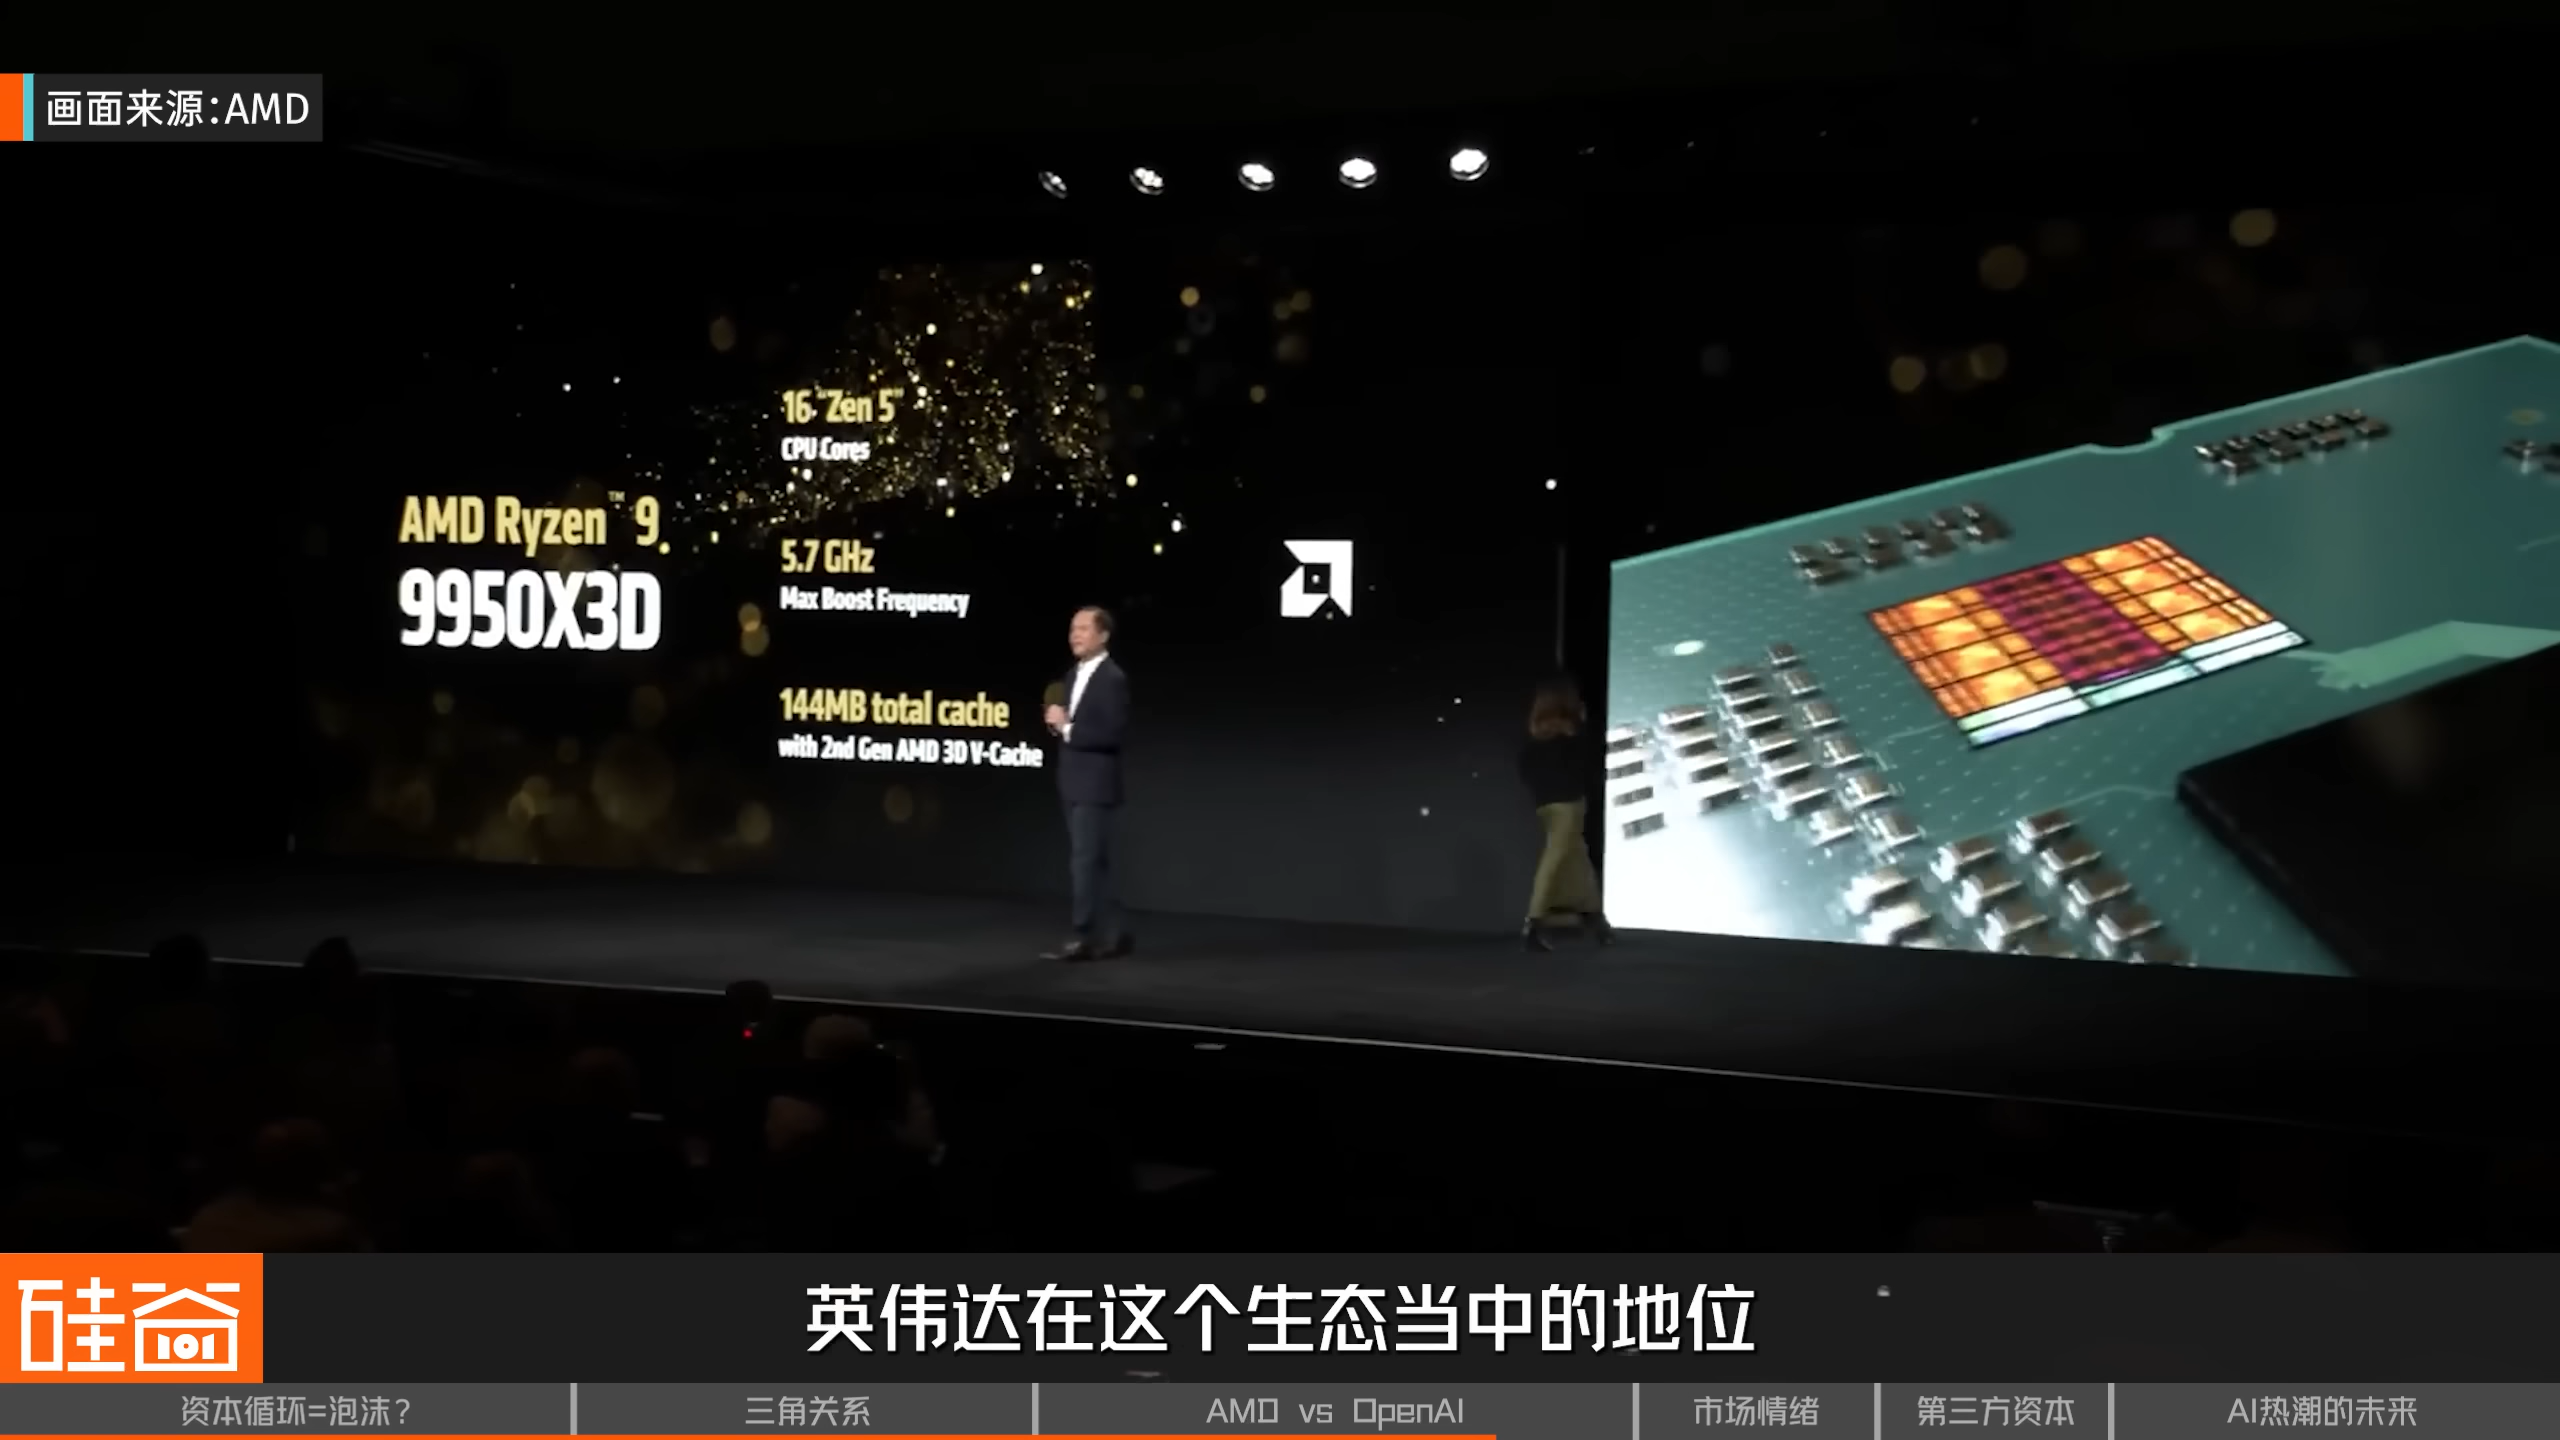 画面来源:AMD
16 "Zen 5"
CPU Cores
AMD Ryzen™ 9
9950X3D
5.7 GHz
Max Boost Frequency
144MB total cache
with 2nd Gen AMD 3D V-Cache
硅谷
101
英伟达在这个生态当中的地位
资本循环=泡沫?
三角关系
AMD vs OpenAI
市场情绪
第三方资本
AI热潮的未来